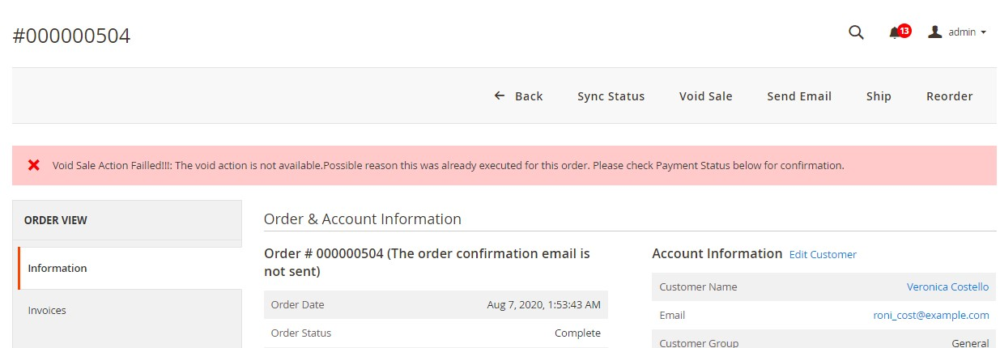 #000000504
13
admin
Back
Sync Status
Void Sale
Send Email
Ship
Reorder
Void Sale Action Failled!!!: The void action is not available.Possible reason this was already executed for this order. Please check Payment Status below for confirmation.
ORDER VIEW
Information
Invoices
Order & Account Information
Order # 000000504 (The order confirmation email is
not sent)
Order Date Aug 7, 2020, 1:53:43 AM
Order Status Complete
Account Information Edit Customer
Customer Name Veronica Costello
Email roni_cost@example.com
Customer Group General